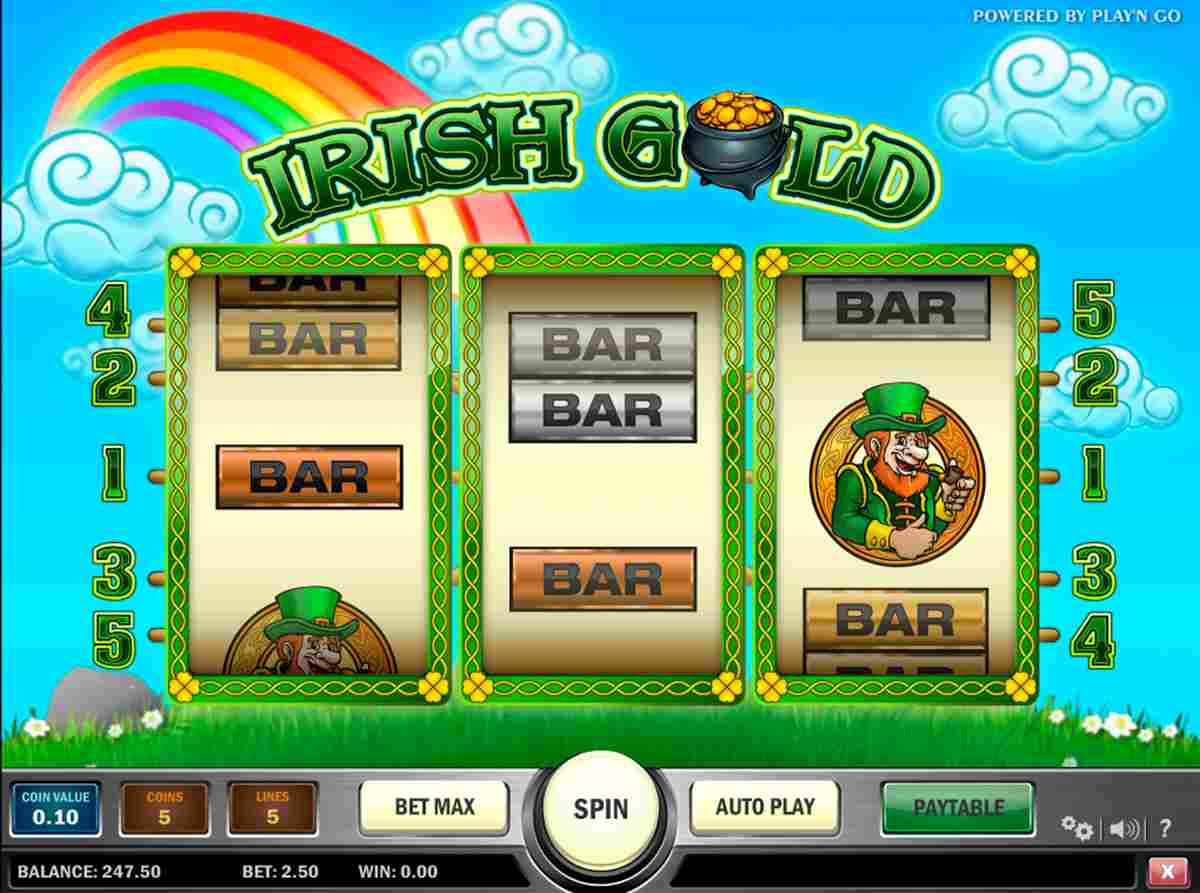 POWERED BY PLAY'N GO
IRISH GOLD
BAR
BAR
BAR
BAR
BAR
BAR
BAR
BAR
BAR
4
2
1
3
5
5
2
1
3
4
COIN VALUE
0.10
COINS
5
LINES
5
BET MAX
SPIN
AUTO PLAY
PAYTABLE
?
BALANCE: 247.50
BET: 2.50
WIN: 0.00
X